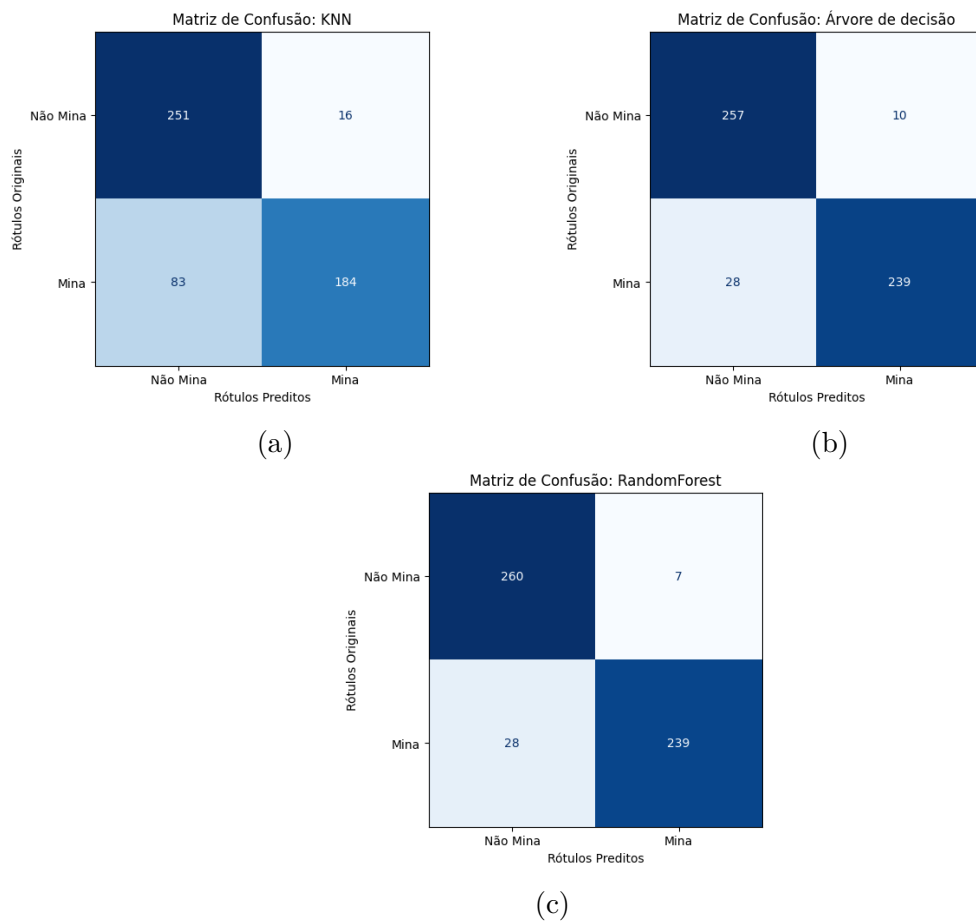 Matriz de Confusão: KNN
Rótulos Originais
Não Mina
251
16
Mina
83
184
Não Mina
Mina
Rótulos Preditos
(a)
Matriz de Confusão: Árvore de decisão
Rótulos Originais
Não Mina
257
10
Mina
28
239
Não Mina
Mina
Rótulos Preditos
(b)
Matriz de Confusão: RandomForest
Rótulos Originais
Não Mina
260
7
Mina
28
239
Não Mina
Mina
Rótulos Preditos
(c)